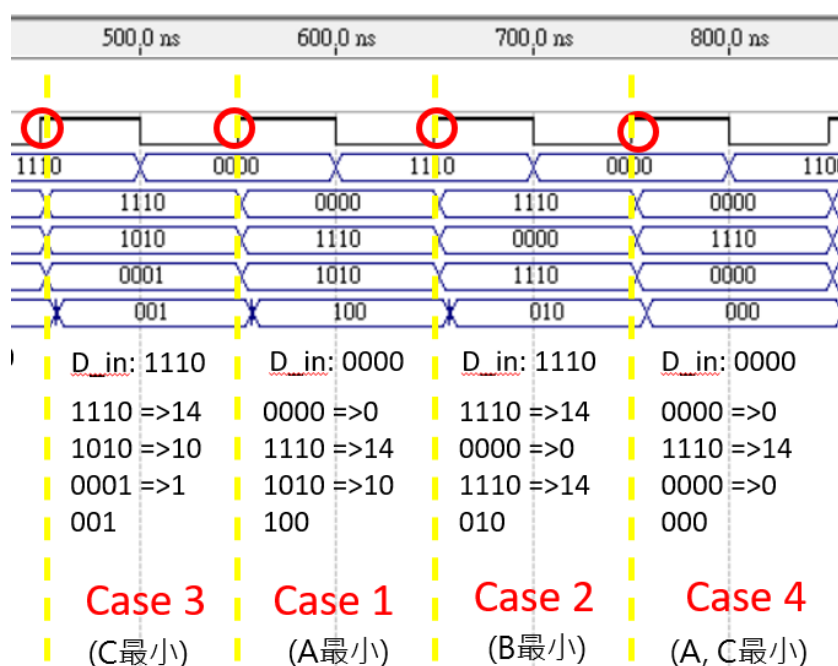 500.0 ns 600.0 ns 700.0 ns 800.0 ns
1110 0000 1110 0000 110
1110 0000 1110 0000
1010 1110 0000 1110
0001 1010 1110 0000
001 100 010 000
D_in: 1110 D_in: 0000 D_in: 1110 D_in: 0000
1110 =>14 0000 =>0 1110 =>14 0000 =>0
1010 =>10 1110 =>14 0000 =>0 1110 =>14
0001 =>1 1010 =>10 1110 =>14 0000 =>0
001 100 010 000
Case 3 Case 1 Case 2 Case 4
(C最小) (A最小) (B最小) (A, C最小)